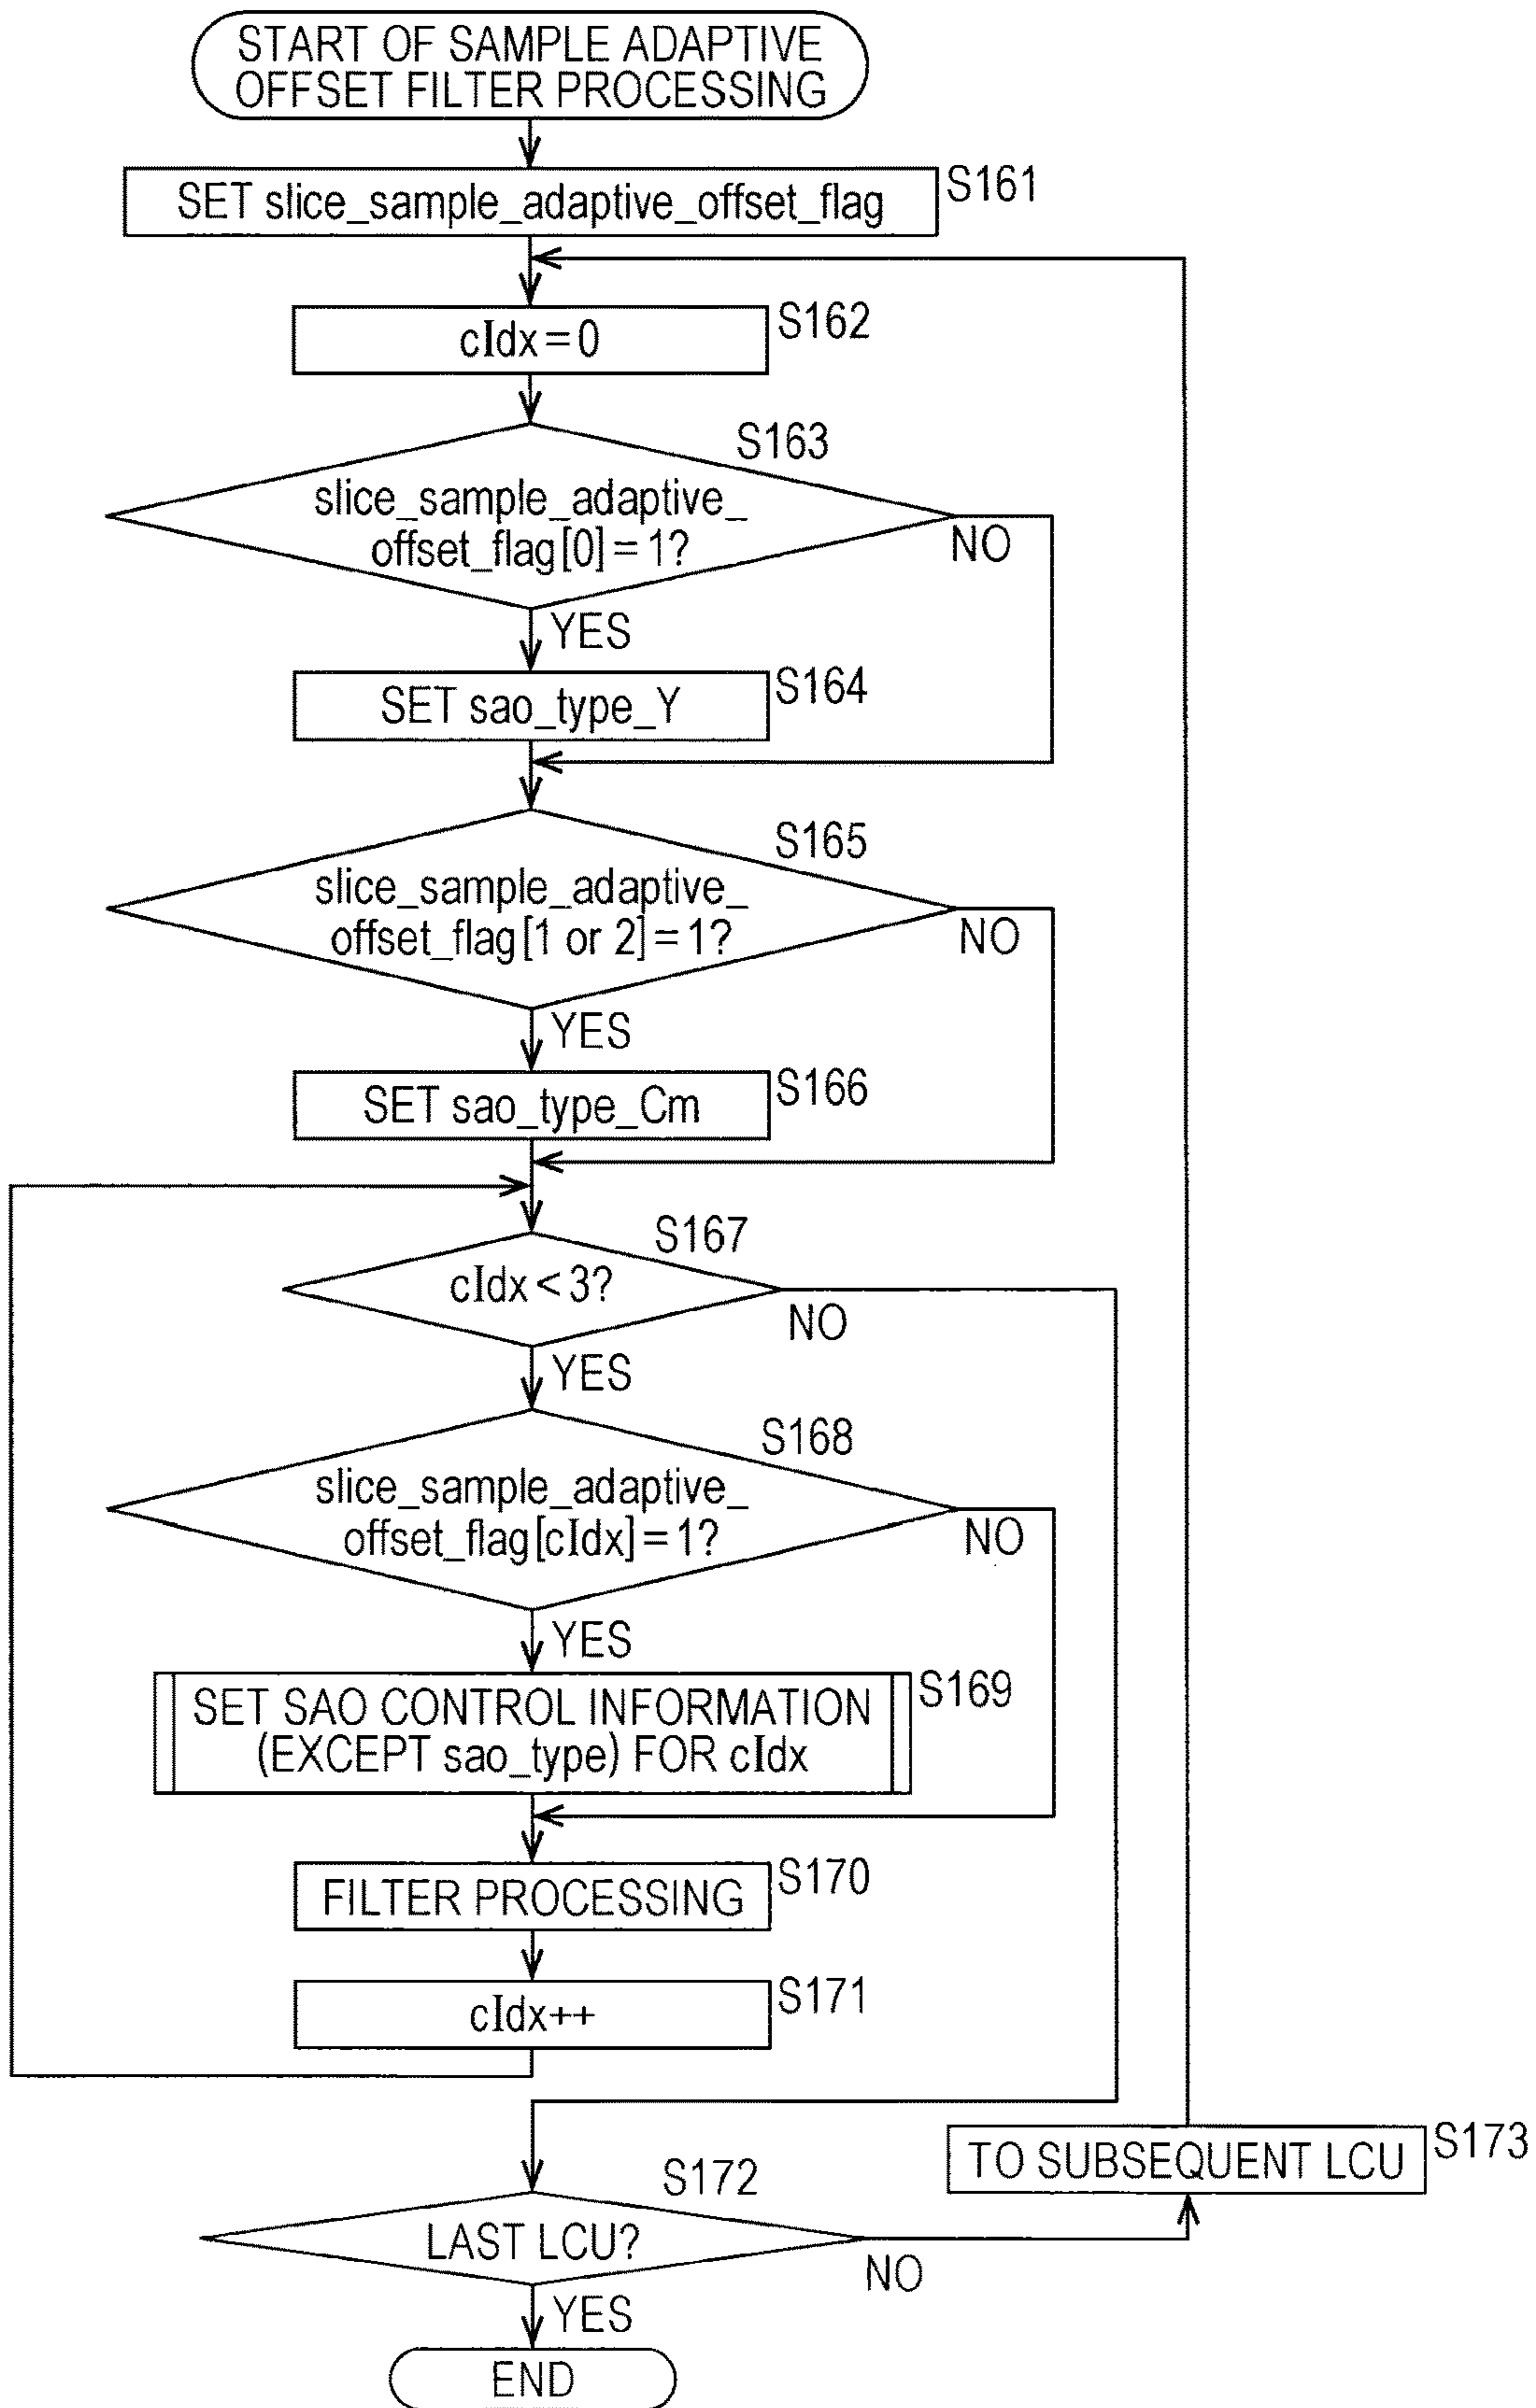 START OF SAMPLE ADAPTIVE
OFFSET FILTER PROCESSING
SET slice_sample_adaptive_offset_flag
S161
cIdx = 0
S162
S163
slice_sample_adaptive_
offset_flag [0] = 1?
NO
YES
SET sao_type_Y
S164
S165
slice_sample_adaptive_
offset_flag [1 or 2] = 1?
NO
YES
SET sao_type_Cm
S166
S167
cIdx < 3?
NO
YES
S168
slice_sample_adaptive_
offset_flag [cIdx] = 1?
NO
YES
SET SAO CONTROL INFORMATION
(EXCEPT sao_type) FOR cIdx
S169
FILTER PROCESSING
S170
cIdx++
S171
TO SUBSEQUENT LCU
S173
S172
LAST LCU?
NO
YES
END